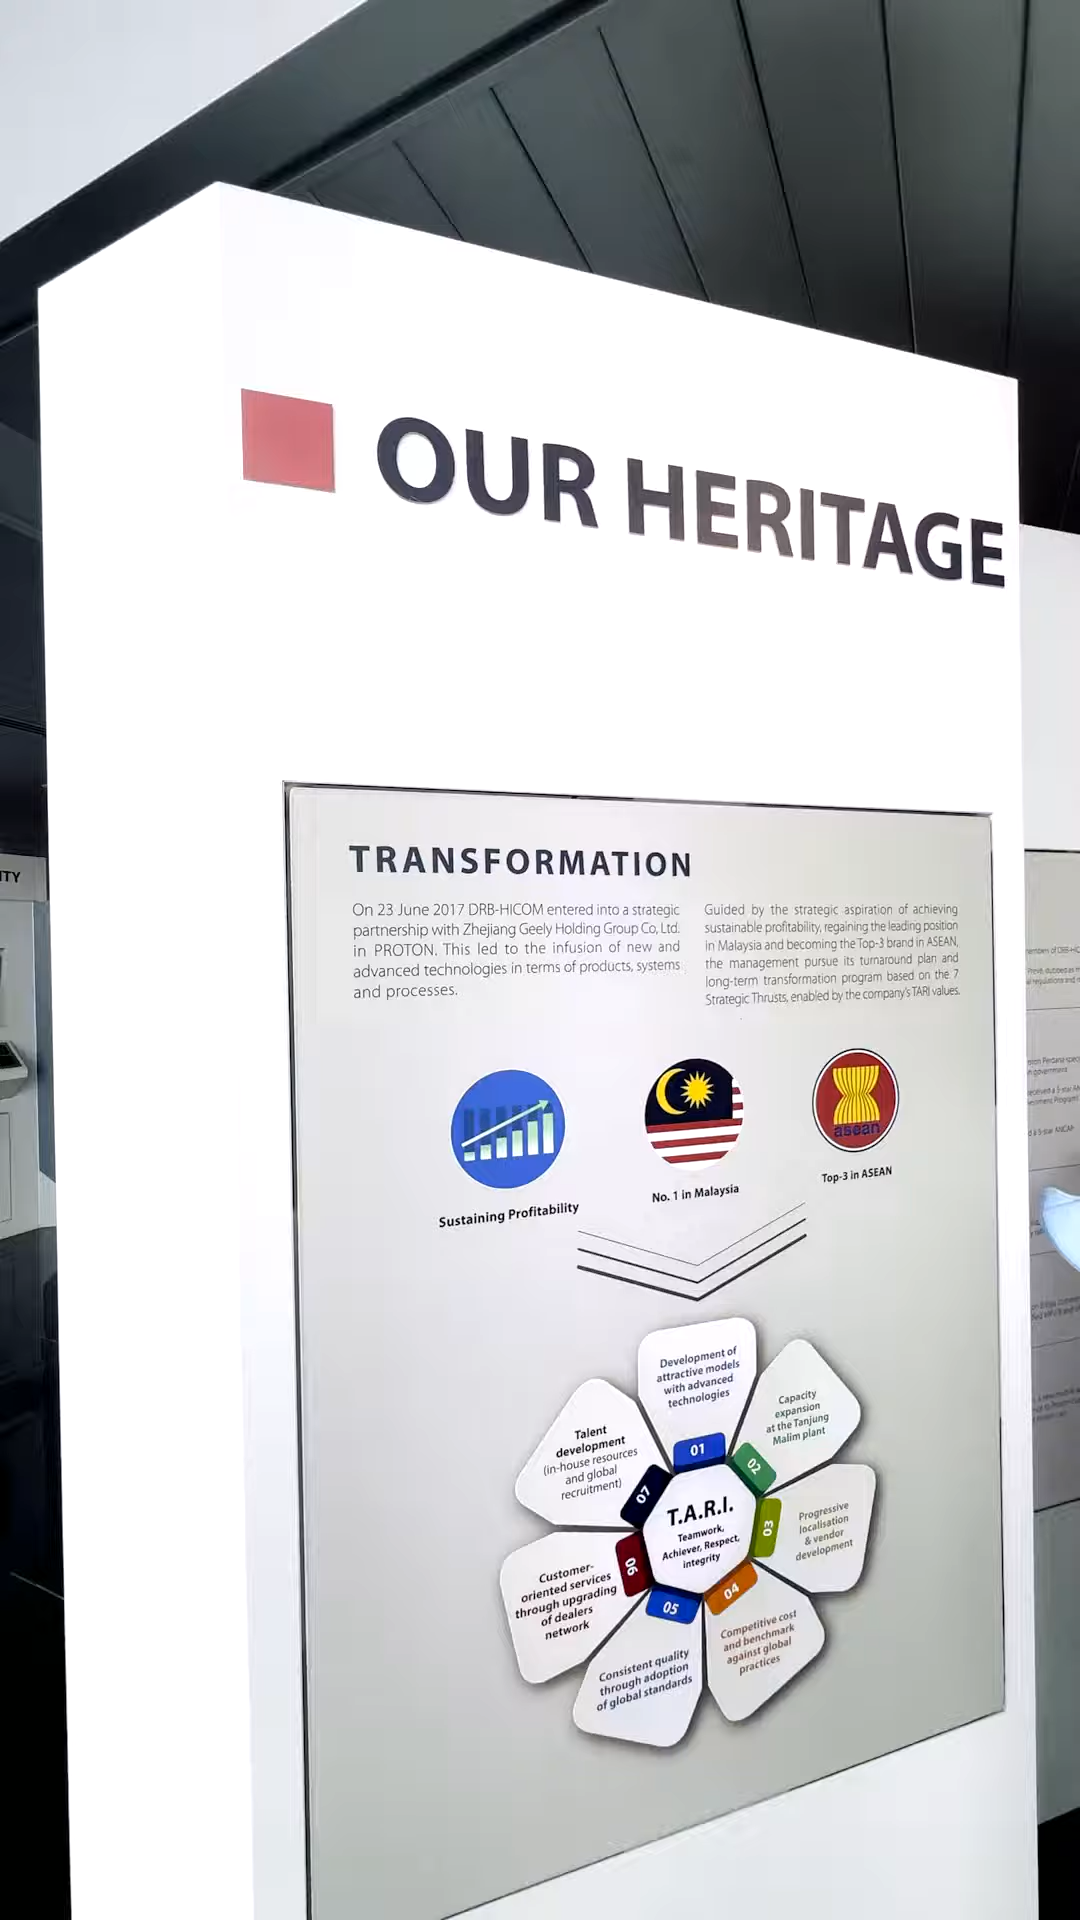 OUR HERITAGE
TRANSFORMATION
On 23 June 2017 DRB-HICOM entered into a strategic
partnership with Zhejiang Geely Holding Group Co, Ltd.
in PROTON. This led to the infusion of new and
advanced technologies in terms of products, systems
and processes.
Guided by the strategic aspiration of achieving
sustainable profitability, regaining the leading position
in Malaysia and becoming the Top-3 brand in ASEAN,
the management pursue its turnaround plan and
long-term transformation program based on the 7
Strategic Thrusts, enabled by the company's TARI values.
asean
Sustaining Profitability
No. 1 in Malaysia
Top-3 in ASEAN
Development of
attractive models
with advanced
technologies
01
Capacity
expansion
at the Tanjung
Malim plant
02
Progressive
localisation
& vendor
development
03
Competitive cost
and benchmark
against global
practices
04
Consistent quality
through adoption
of global standards
05
Customer-
oriented services
through upgrading
of dealers
network
06
Talent
development
(in-house resources
and global
recruitment)
07
T.A.R.I.
Teamwork,
Achiever, Respect,
integrity
ITY